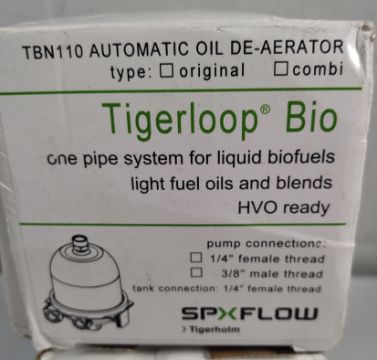 TBN110 AUTOMATIC OIL DE-AERATOR
type: ☐ original ☐ combi
Tigerloop® Bio
one pipe system for liquid biofuels
light fuel oils and blends
HVO ready
pump connections:
☐ 1/4" female thread
☐ 3/8" male thread
tank connection: 1/4" female thread
SPXFLOW
> Tigerholm